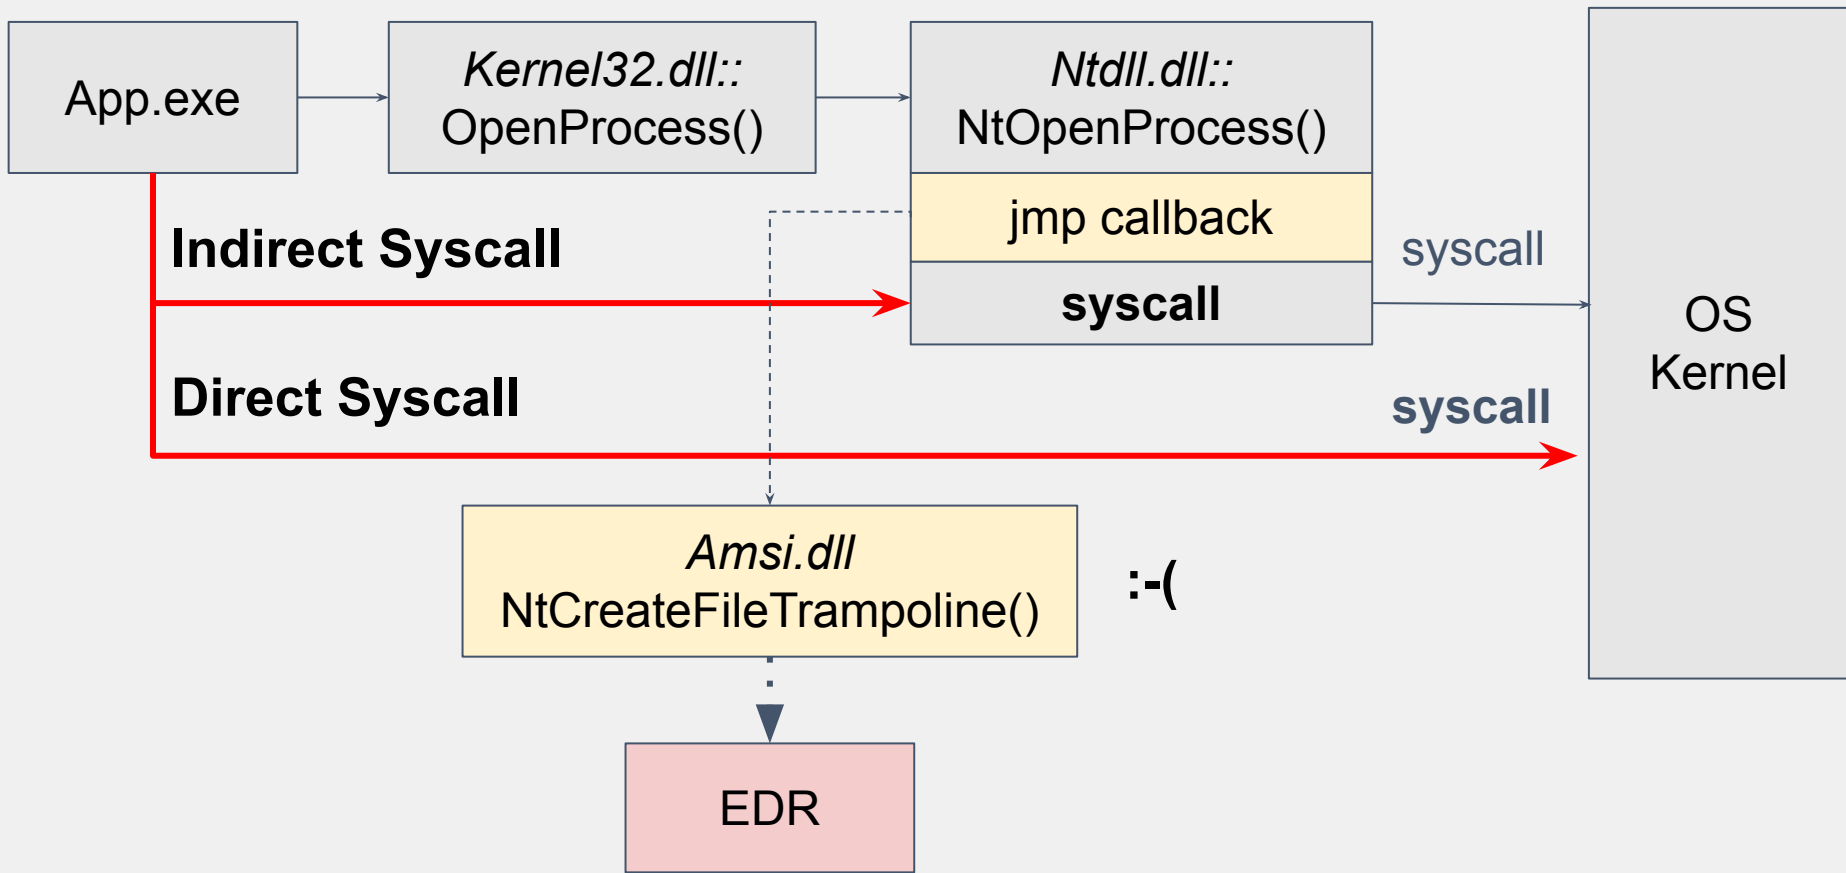 App.exe
Kernel32.dll::
OpenProcess()
Ntdll.dll::
NtOpenProcess()
jmp callback
syscall
Indirect Syscall
syscall
OS
Kernel
Direct Syscall
syscall
Amsi.dll
NtCreateFileTrampoline()
:-(
EDR